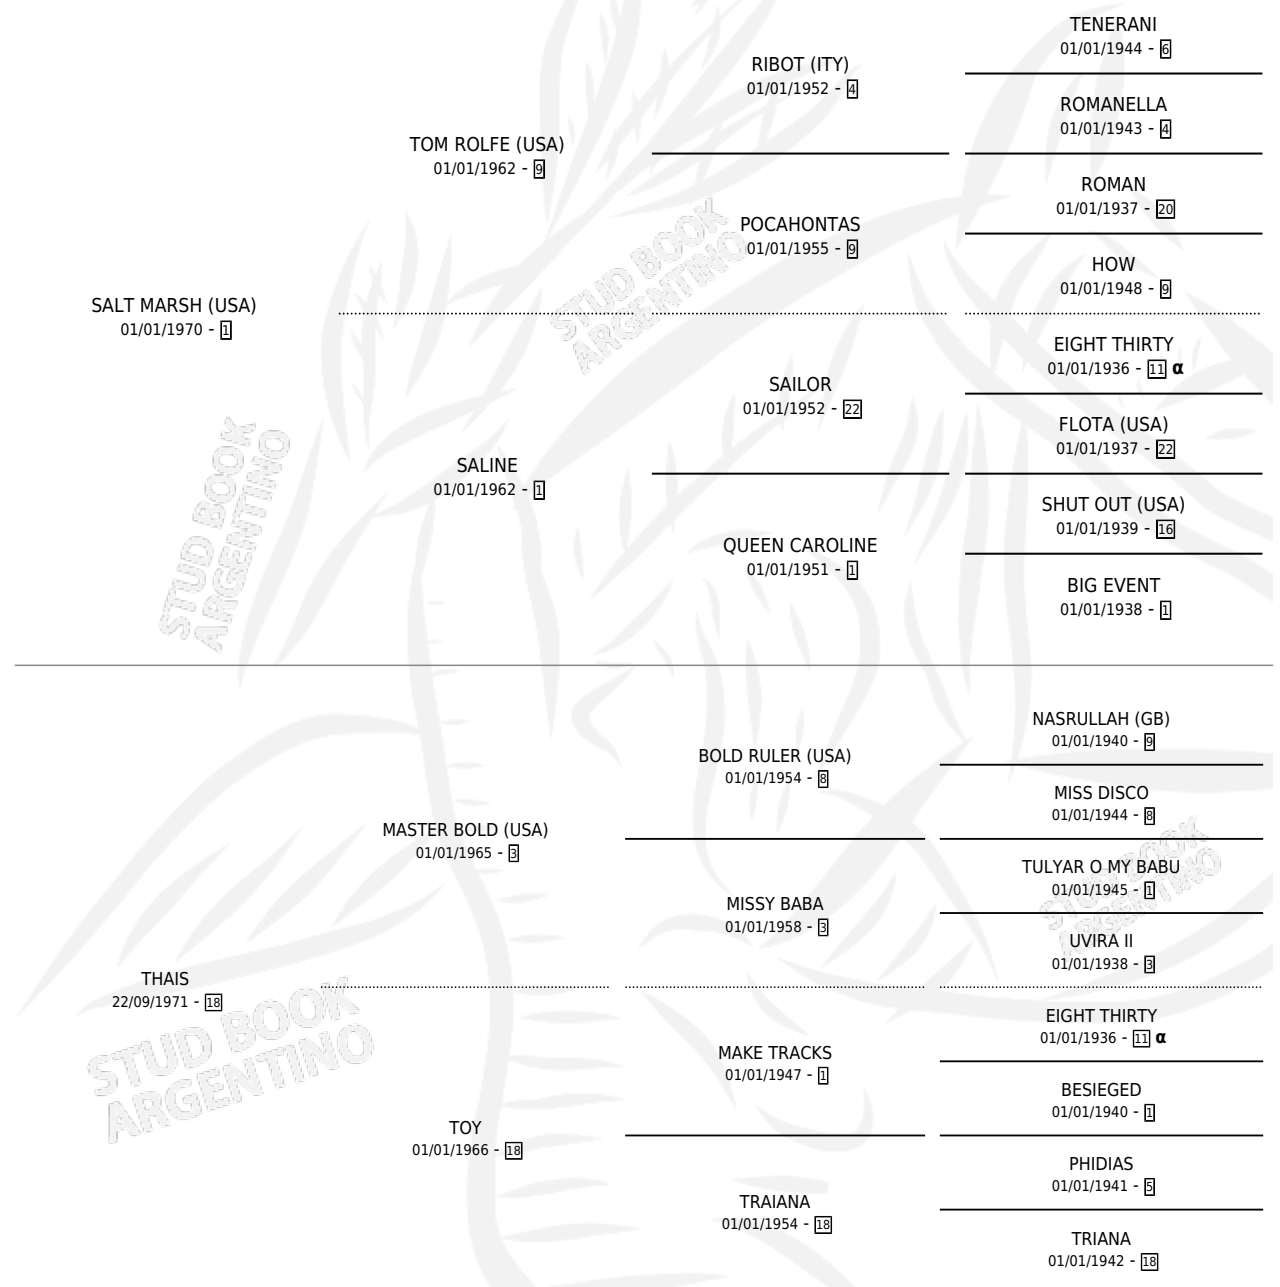 TENERANI
01/01/1944 - 6
RIBOT (ITY)
01/01/1952 - 4
ROMANELLA
01/01/1943 - 4
TOM ROLFE (USA)
01/01/1962 - 9
ROMAN
01/01/1937 - 20
POCAHONTAS
01/01/1955 - 9
HOW
01/01/1948 - 9
SALT MARSH (USA)
01/01/1970 - 1
EIGHT THIRTY
01/01/1936 - 11 α
SAILOR
01/01/1952 - 22
FLOTA (USA)
01/01/1937 - 22
SALINE
01/01/1962 - 1
SHUT OUT (USA)
01/01/1939 - 16
QUEEN CAROLINE
01/01/1951 - 1
BIG EVENT
01/01/1938 - 1
NASRULLAH (GB)
01/01/1940 - 9
BOLD RULER (USA)
01/01/1954 - 8
MISS DISCO
01/01/1944 - 8
MASTER BOLD (USA)
01/01/1965 - 3
TULYAR O MY BABU
01/01/1945 - 1
MISSY BABA
01/01/1958 - 3
UVIRA II
01/01/1938 - 3
THAIS
22/09/1971 - 18
EIGHT THIRTY
01/01/1936 - 11 α
MAKE TRACKS
01/01/1947 - 1
BESIEGED
01/01/1940 - 1
TOY
01/01/1966 - 18
PHIDIAS
01/01/1941 - 5
TRAIANA
01/01/1954 - 18
TRIANA
01/01/1942 - 18
STUD BOOK
ARGENTINO
STUD BOOK
ARGENTINO
STUD BOOK
ARGENTINO
STUD BOOK
ARGENTINO